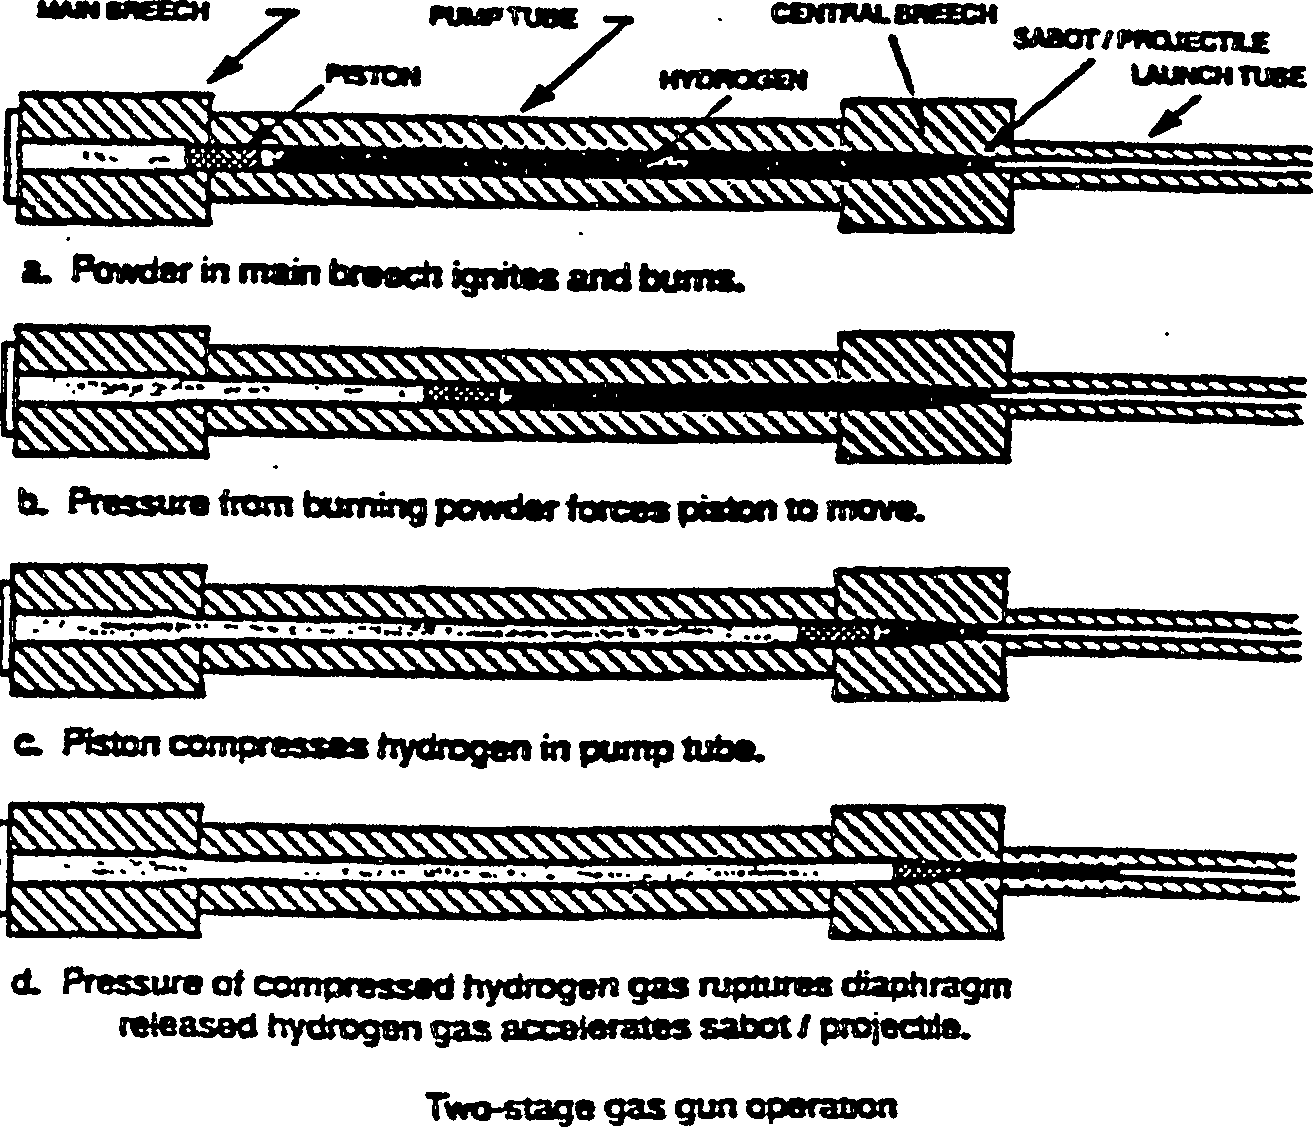 MAIN BREECH
PUMP TUBE
CENTRAL BREECH
SABOT / PROJECTILE
PISTON
HYDROGEN
LAUNCH TUBE
a. Powder in main breech ignites and burns.
b. Pressure from burning powder forces piston to move.
c. Piston compresses hydrogen in pump tube.
d. Pressure of compressed hydrogen gas ruptures diaphragm
released hydrogen gas accelerates sabot / projectile.
Two-stage gas gun operation